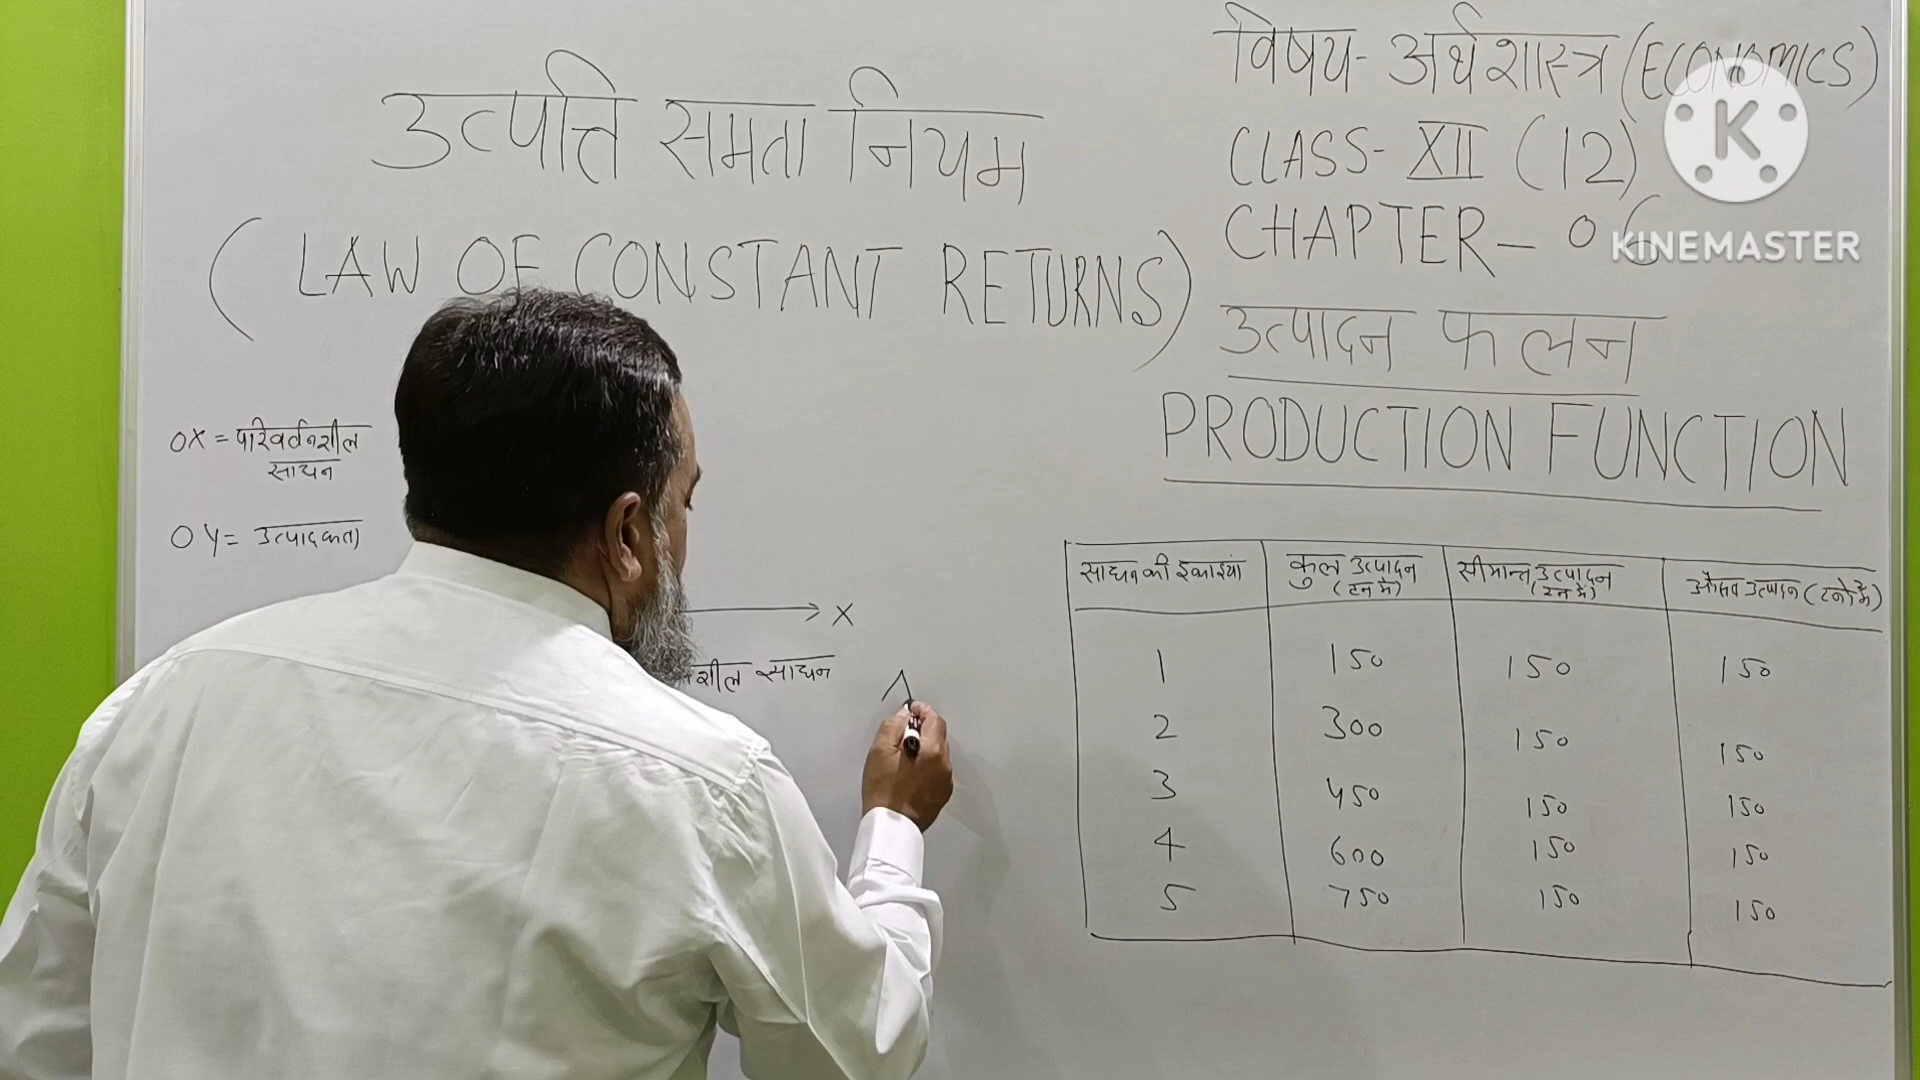 उत्पत्ति समता नियम
(LAW OF CONSTANT RETURNS)
विषय- अर्थशास्त्र (ECONOMICS)
CLASS- XII (12)
CHAPTER- 06
उत्पादन फलन
PRODUCTION FUNCTION
K
KINEMASTER
OX = परिवर्तनशील
साधन
OY = उत्पादकता
X
शील साधन
साधन की इकाइयां कुल उत्पादन (टन में) सीमान्त उत्पादन (टन में) औसत उत्पादन (टनो में)
1 150 150 150
2 300 150 150
3 450 150 150
4 600 150 150
5 750 150 150